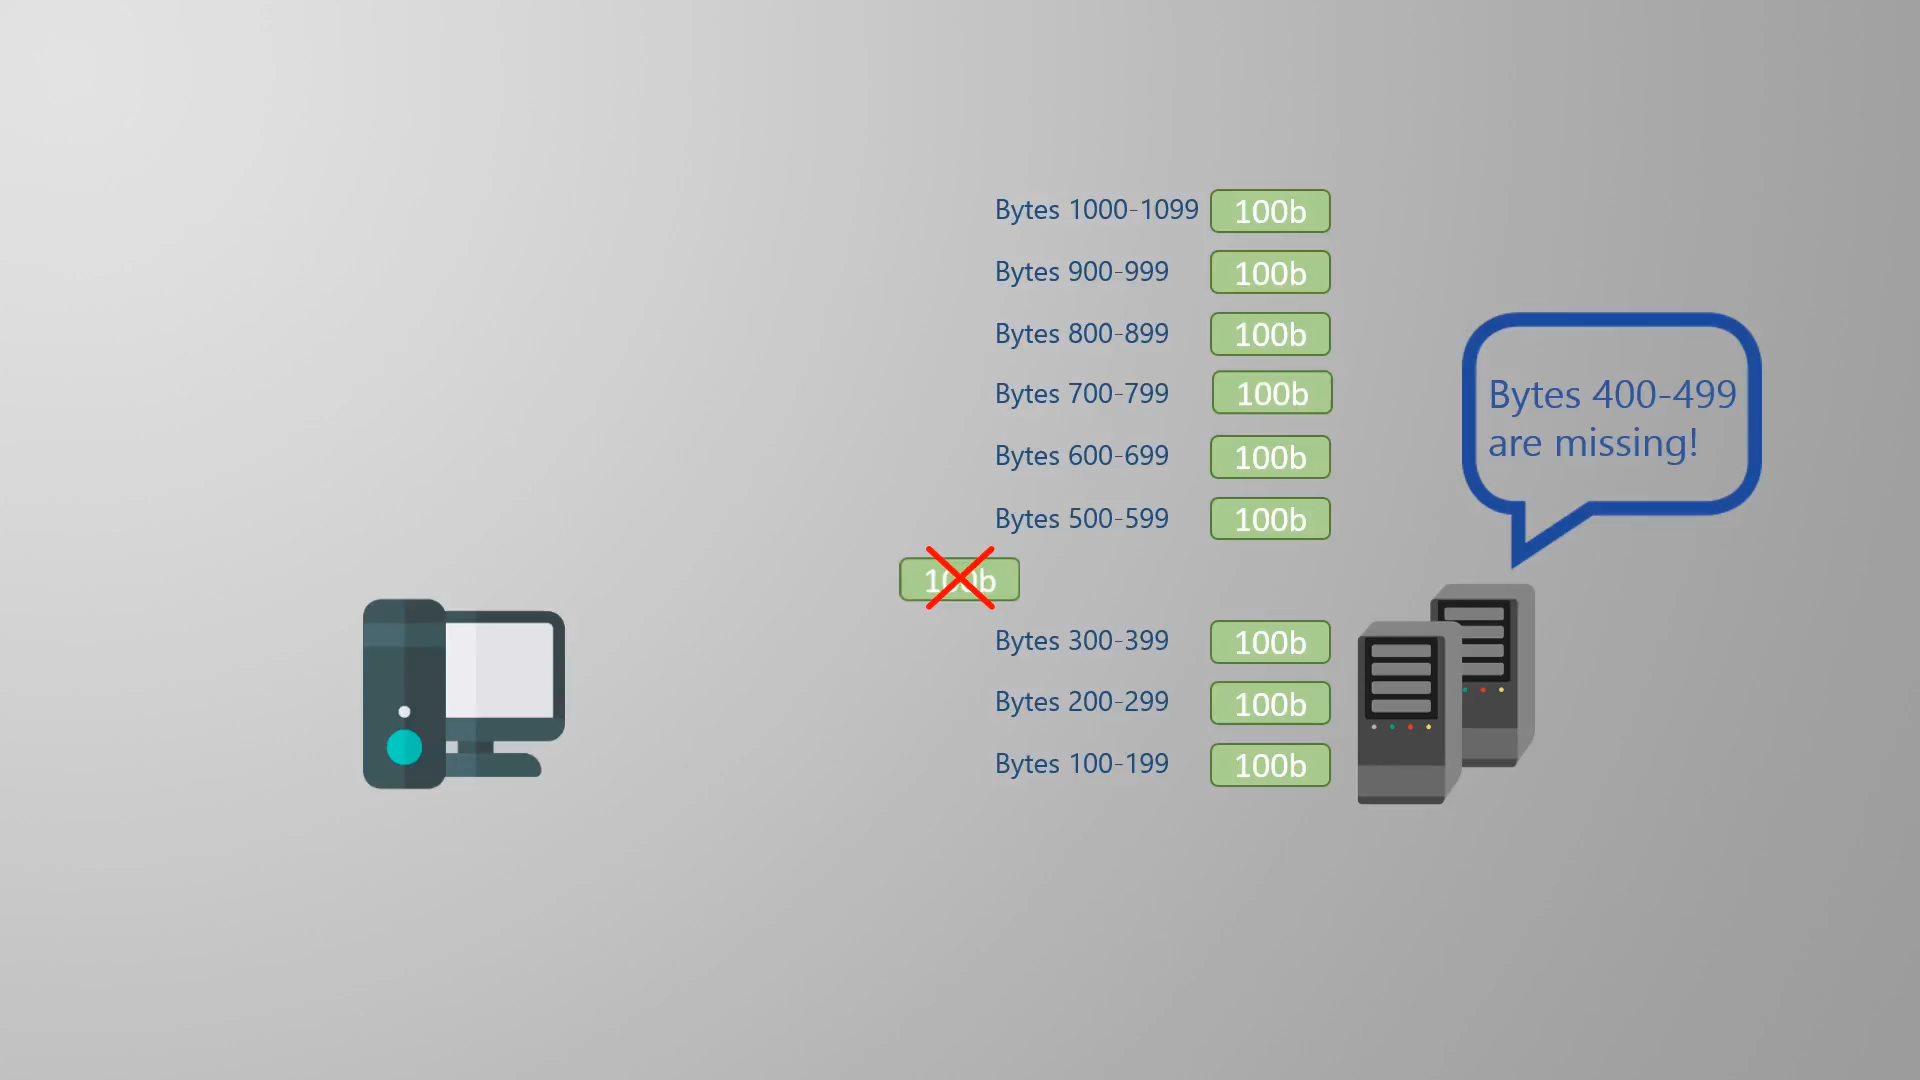 Bytes 1000-1099 100b
Bytes 900-999 100b
Bytes 800-899 100b
Bytes 700-799 100b
Bytes 600-699 100b
Bytes 500-599 100b
100b
Bytes 300-399 100b
Bytes 200-299 100b
Bytes 100-199 100b
Bytes 400-499
are missing!